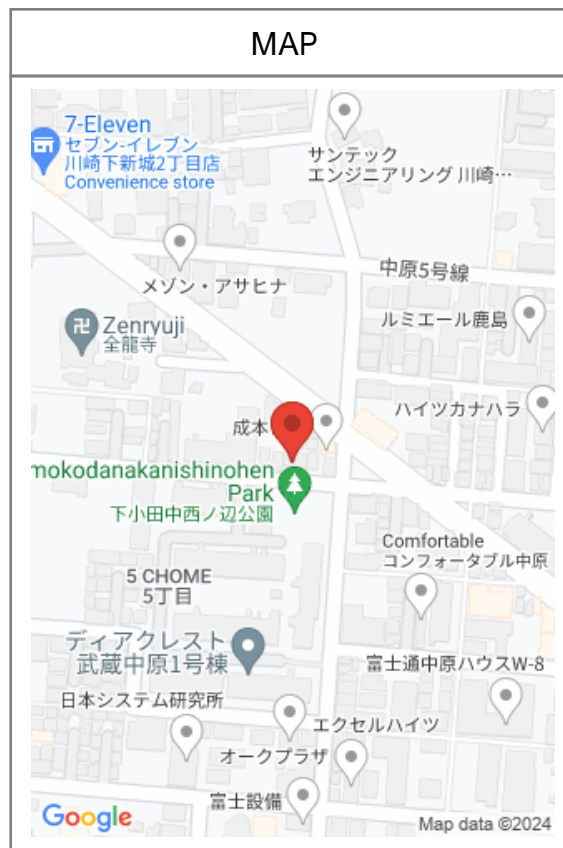 MAP
7-Eleven
セブン-イレブン
川崎下新城2丁目店
Convenience store
サンテック
エンジニアリング 川崎…
中原5号線
メゾン・アサヒナ
ルミエール鹿島
Zenryuji
全龍寺
ハイツカナハラ
成本
mokodanakanishinohen
Park
下小田中西ノ辺公園
Comfortable
コンフォータブル中原
5 CHOME
5丁目
ディアクレスト
武蔵中原1号棟
富士通中原ハウスW-8
日本システム研究所
エクセルハイツ
オークプラザ
富士設備
Google
Map data ©2024